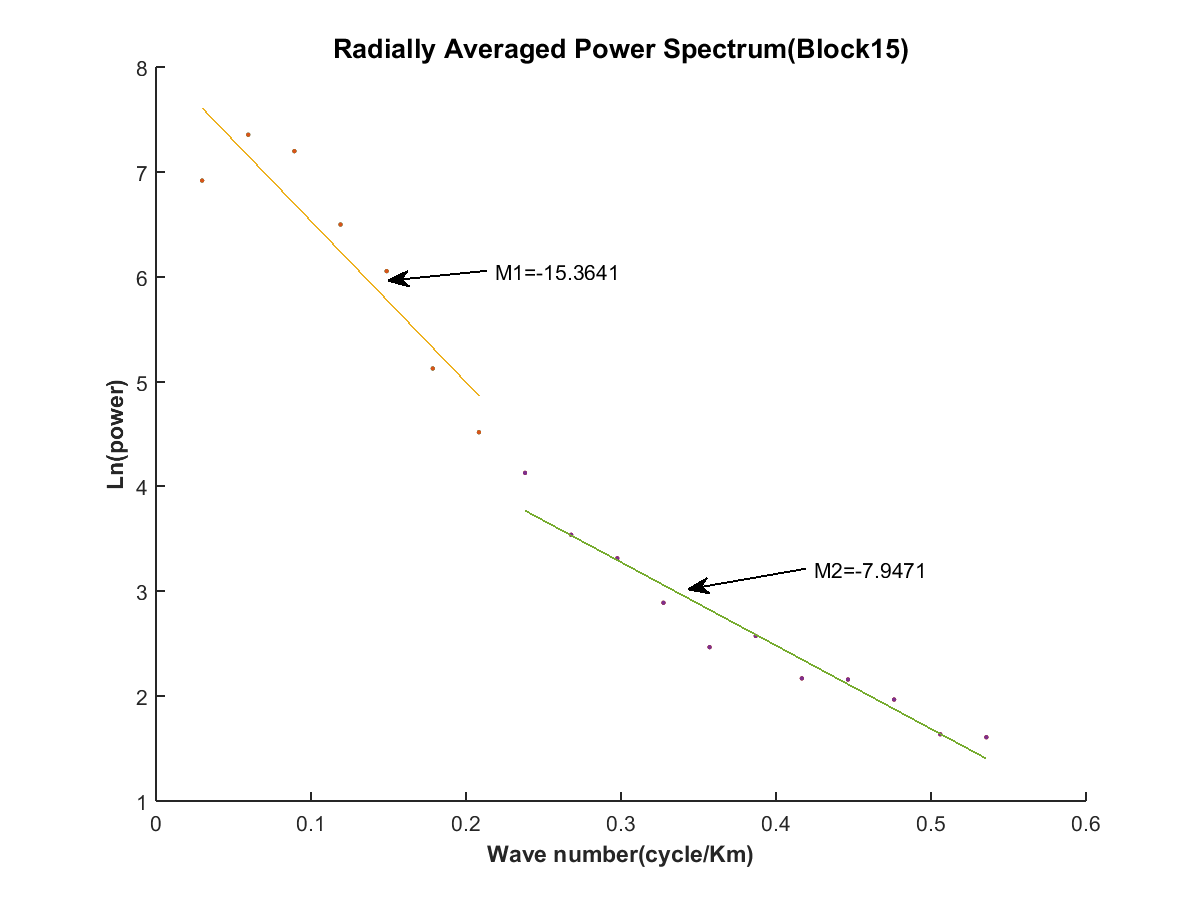 Radially Averaged Power Spectrum(Block15)
8
7
6
5
4
3
2
1
Ln(power)
M1=-15.3641
M2=-7.9471
0 0.1 0.2 0.3 0.4 0.5 0.6
Wave number(cycle/Km)